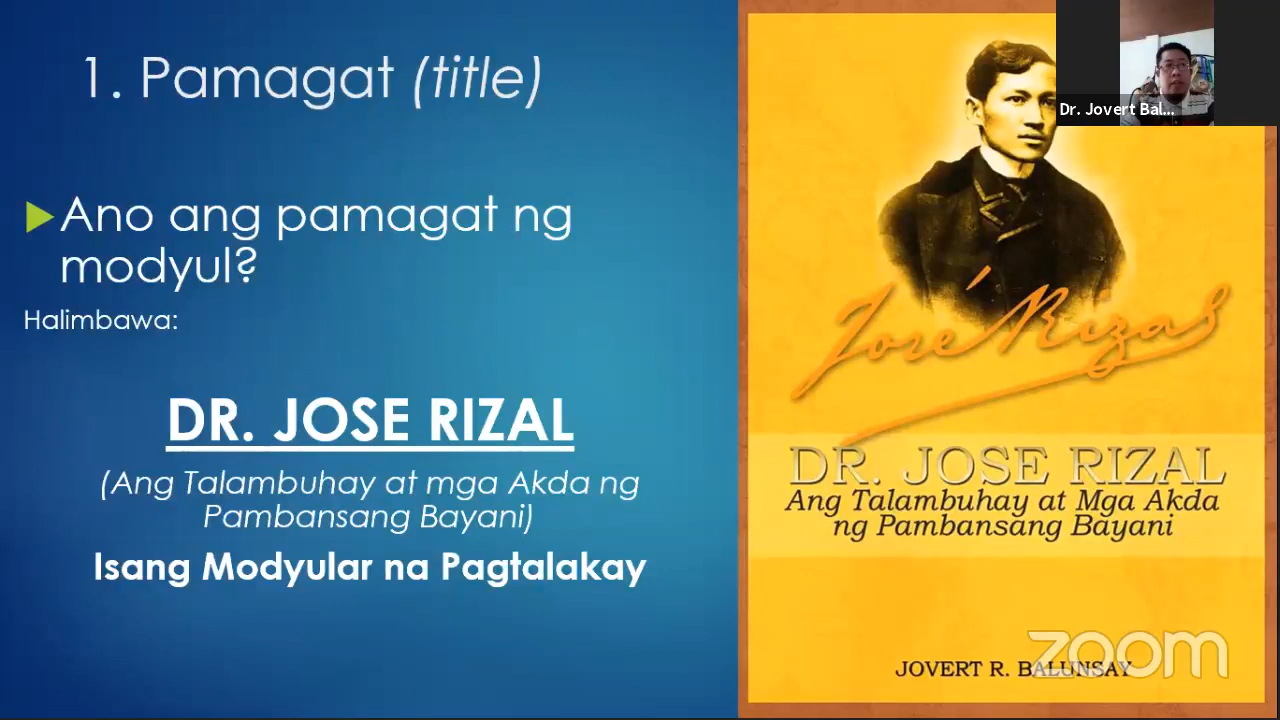 1. Pamagat (title)
Ano ang pamagat ng
modyul?
Halimbawa:
DR. JOSE RIZAL
(Ang Talambuhay at mga Akda ng
Pambansang Bayani)
Isang Modyular na Pagtalakay
Dr. Jovert Bal...
José Rizal
DR. JOSE RIZAL
Ang Talambuhay at Mga Akda
ng Pambansang Bayani
JOVERT R. BALUNSAY
zoom